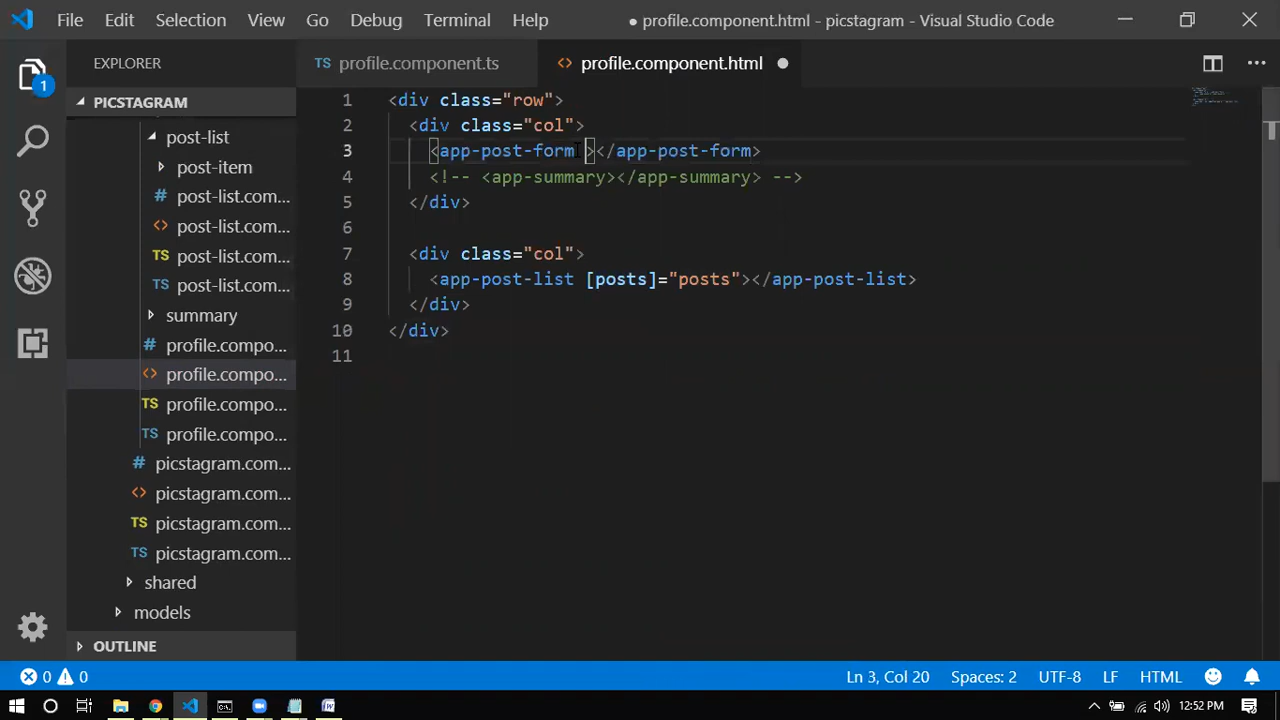 File Edit Selection View Go Debug Terminal Help ● profile.component.html - picstagram - Visual Studio Code
EXPLORER
TS profile.component.ts
<> profile.component.html
1
PICSTAGRAM
post-list
post-item
# post-list.com...
<> post-list.com...
TS post-list.com...
TS post-list.com...
summary
# profile.compo...
<> profile.compo...
TS profile.compo...
TS profile.compo...
# picstagram.com...
<> picstagram.com...
TS picstagram.com...
TS picstagram.com...
shared
models
OUTLINE
1 <div class="row">
2 <div class="col">
3 <app-post-form ></app-post-form>
4 <!-- <app-summary></app-summary> -->
5 </div>
6
7 <div class="col">
8 <app-post-list [posts]="posts"></app-post-list>
9 </div>
10 </div>
11
0 0 Ln 3, Col 20 Spaces: 2 UTF-8 LF HTML
12:52 PM